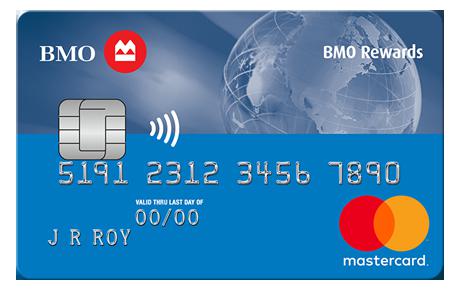 BMO BMO Rewards
5191 2312 3456 7890
VALID THRU LAST DAY OF
00/00
J R ROY
mastercard.